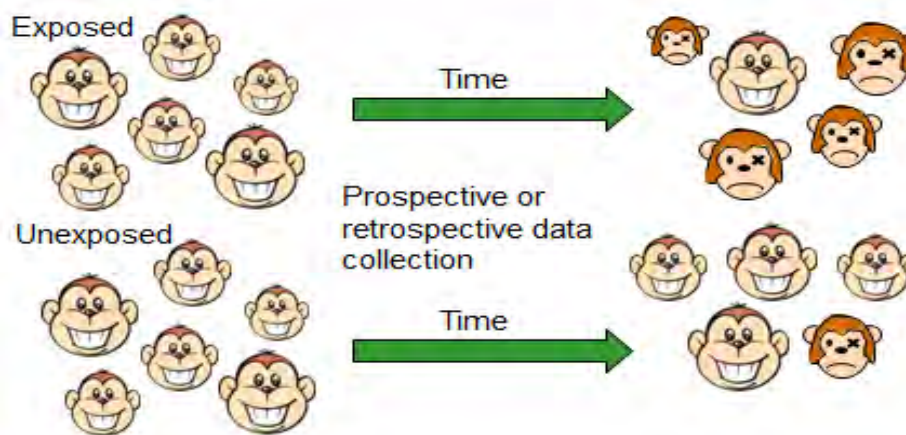 Exposed
Time
Prospective or
retrospective data
collection
Unexposed
Time